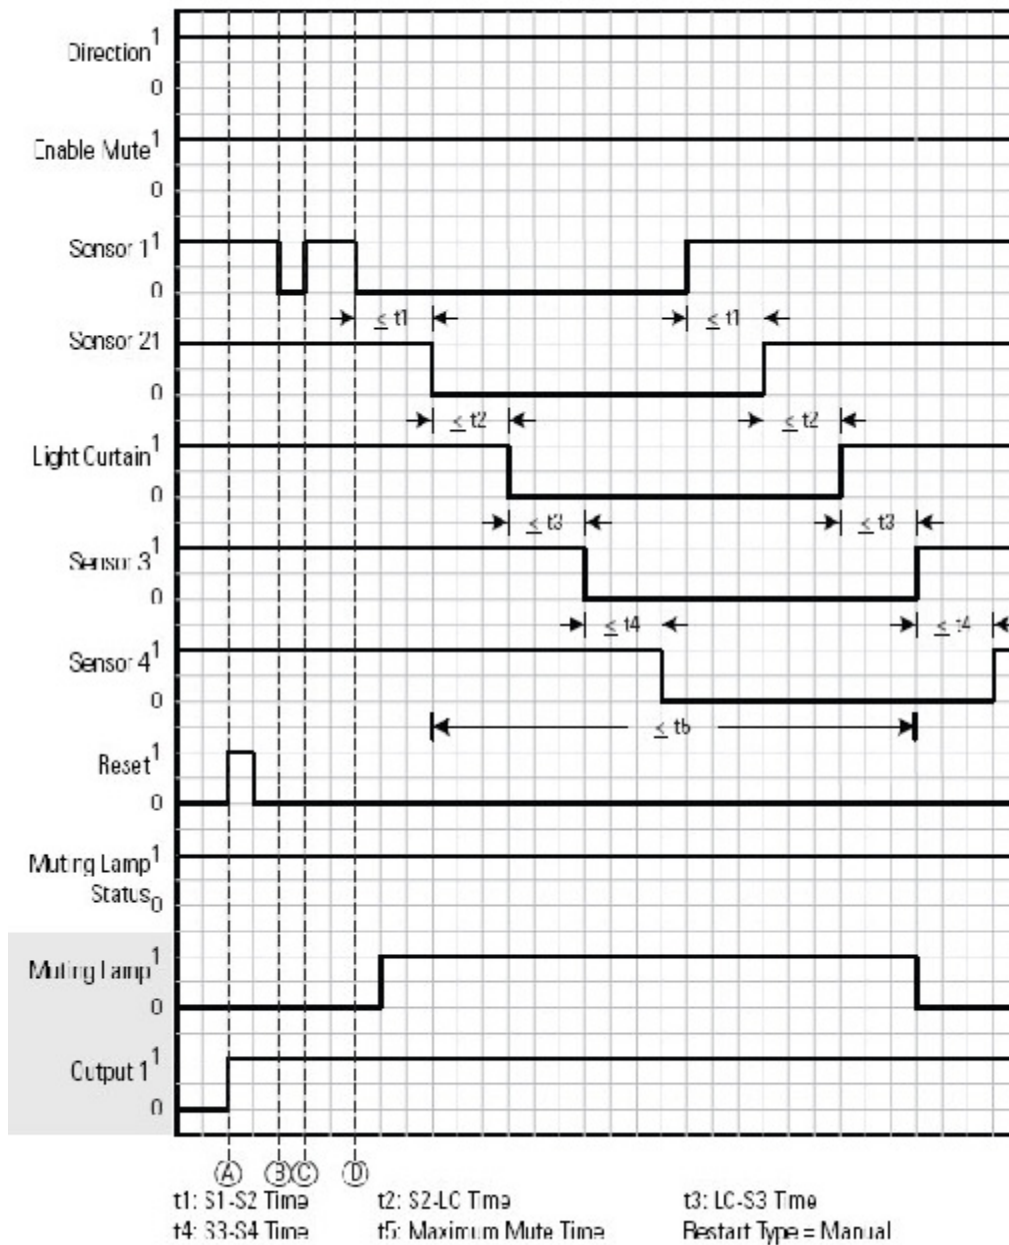 Direction 1
0
Enable Mute 1
0
Sensor 1 1
0
≤ t1 ≤ t1
Sensor 2 1
0
≤ t2 ≤ t2
Light Curtain 1
0
≤ t3 ≤ t3
Sensor 3 1
0
≤ t4 ≤ t4
Sensor 4 1
0
≤ t5
Reset 1
0
Muting Lamp 1
Status 0
Muting Lamp 1
0
Output 1 1
0
A B C D
t1: S1-S2 Time t2: S2-LC Time t3: LC-S3 Time
t4: S3-S4 Time t5: Maximum Mute Time Restart Type = Manual